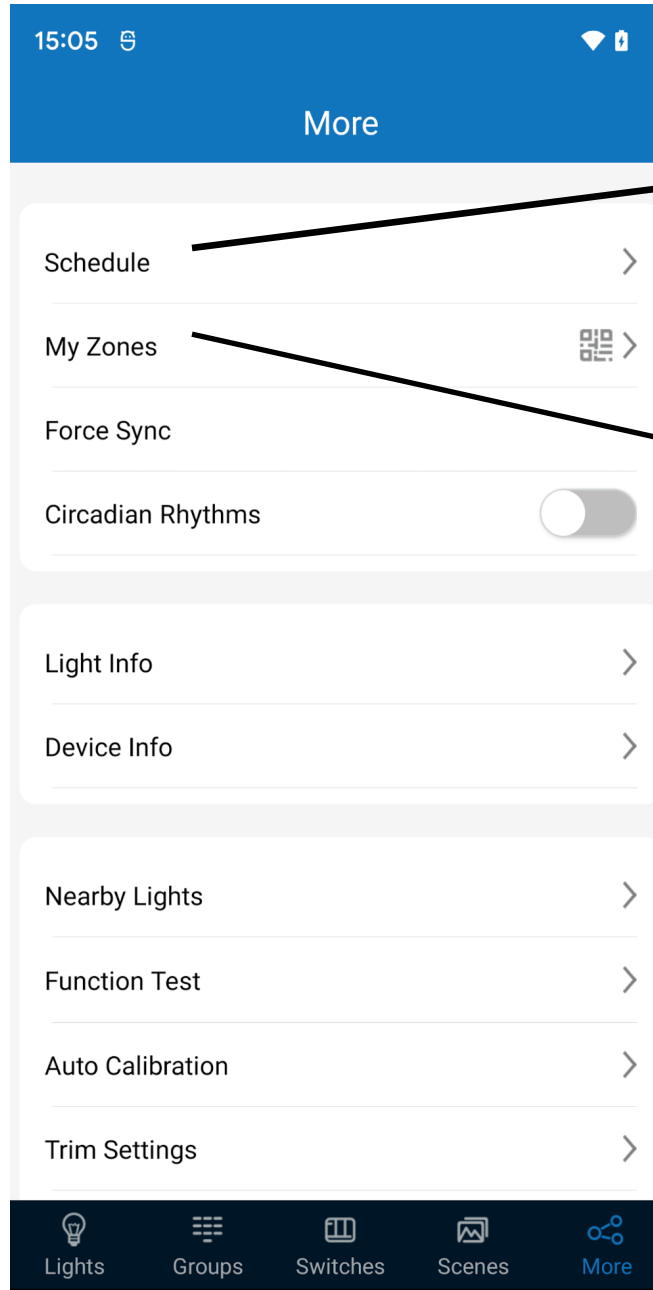 15:05
More
Schedule
My Zones
Force Sync
Circadian Rhythms
Light Info
Device Info
Nearby Lights
Function Test
Auto Calibration
Trim Settings
Lights Groups Switches Scenes More